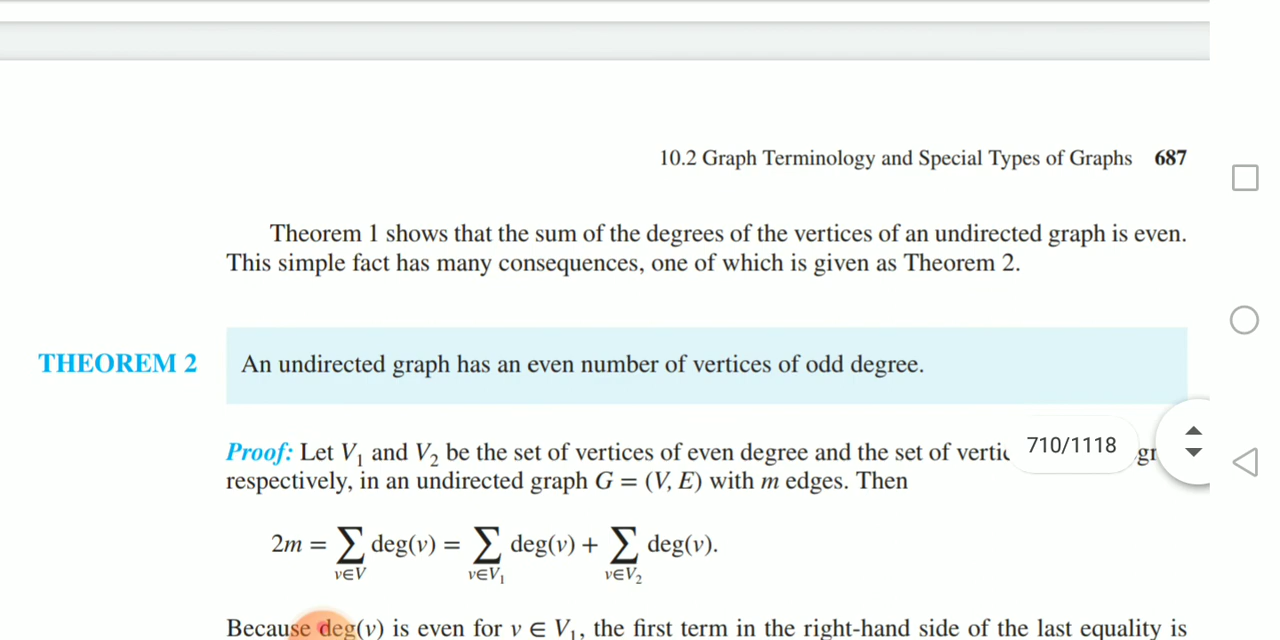 10.2 Graph Terminology and Special Types of Graphs 687
Theorem 1 shows that the sum of the degrees of the vertices of an undirected graph is even.
This simple fact has many consequences, one of which is given as Theorem 2.
THEOREM 2 An undirected graph has an even number of vertices of odd degree.
Proof: Let V₁ and V₂ be the set of vertices of even degree and the set of 710/1118
respectively, in an undirected graph G = (V, E) with m edges. Then
2m = ∑ deg(v) = ∑ deg(v) + ∑ deg(v).
v∈V v∈V₁ v∈V₂
Because deg(v) is even for v ∈ V₁, the first term in the right-hand side of the last equality is